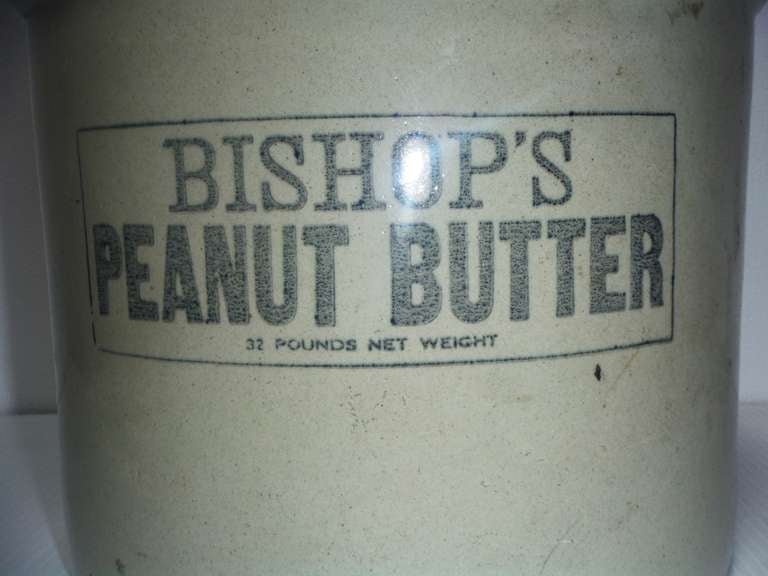 BISHOP'S
PEANUT BUTTER
32 POUNDS NET WEIGHT